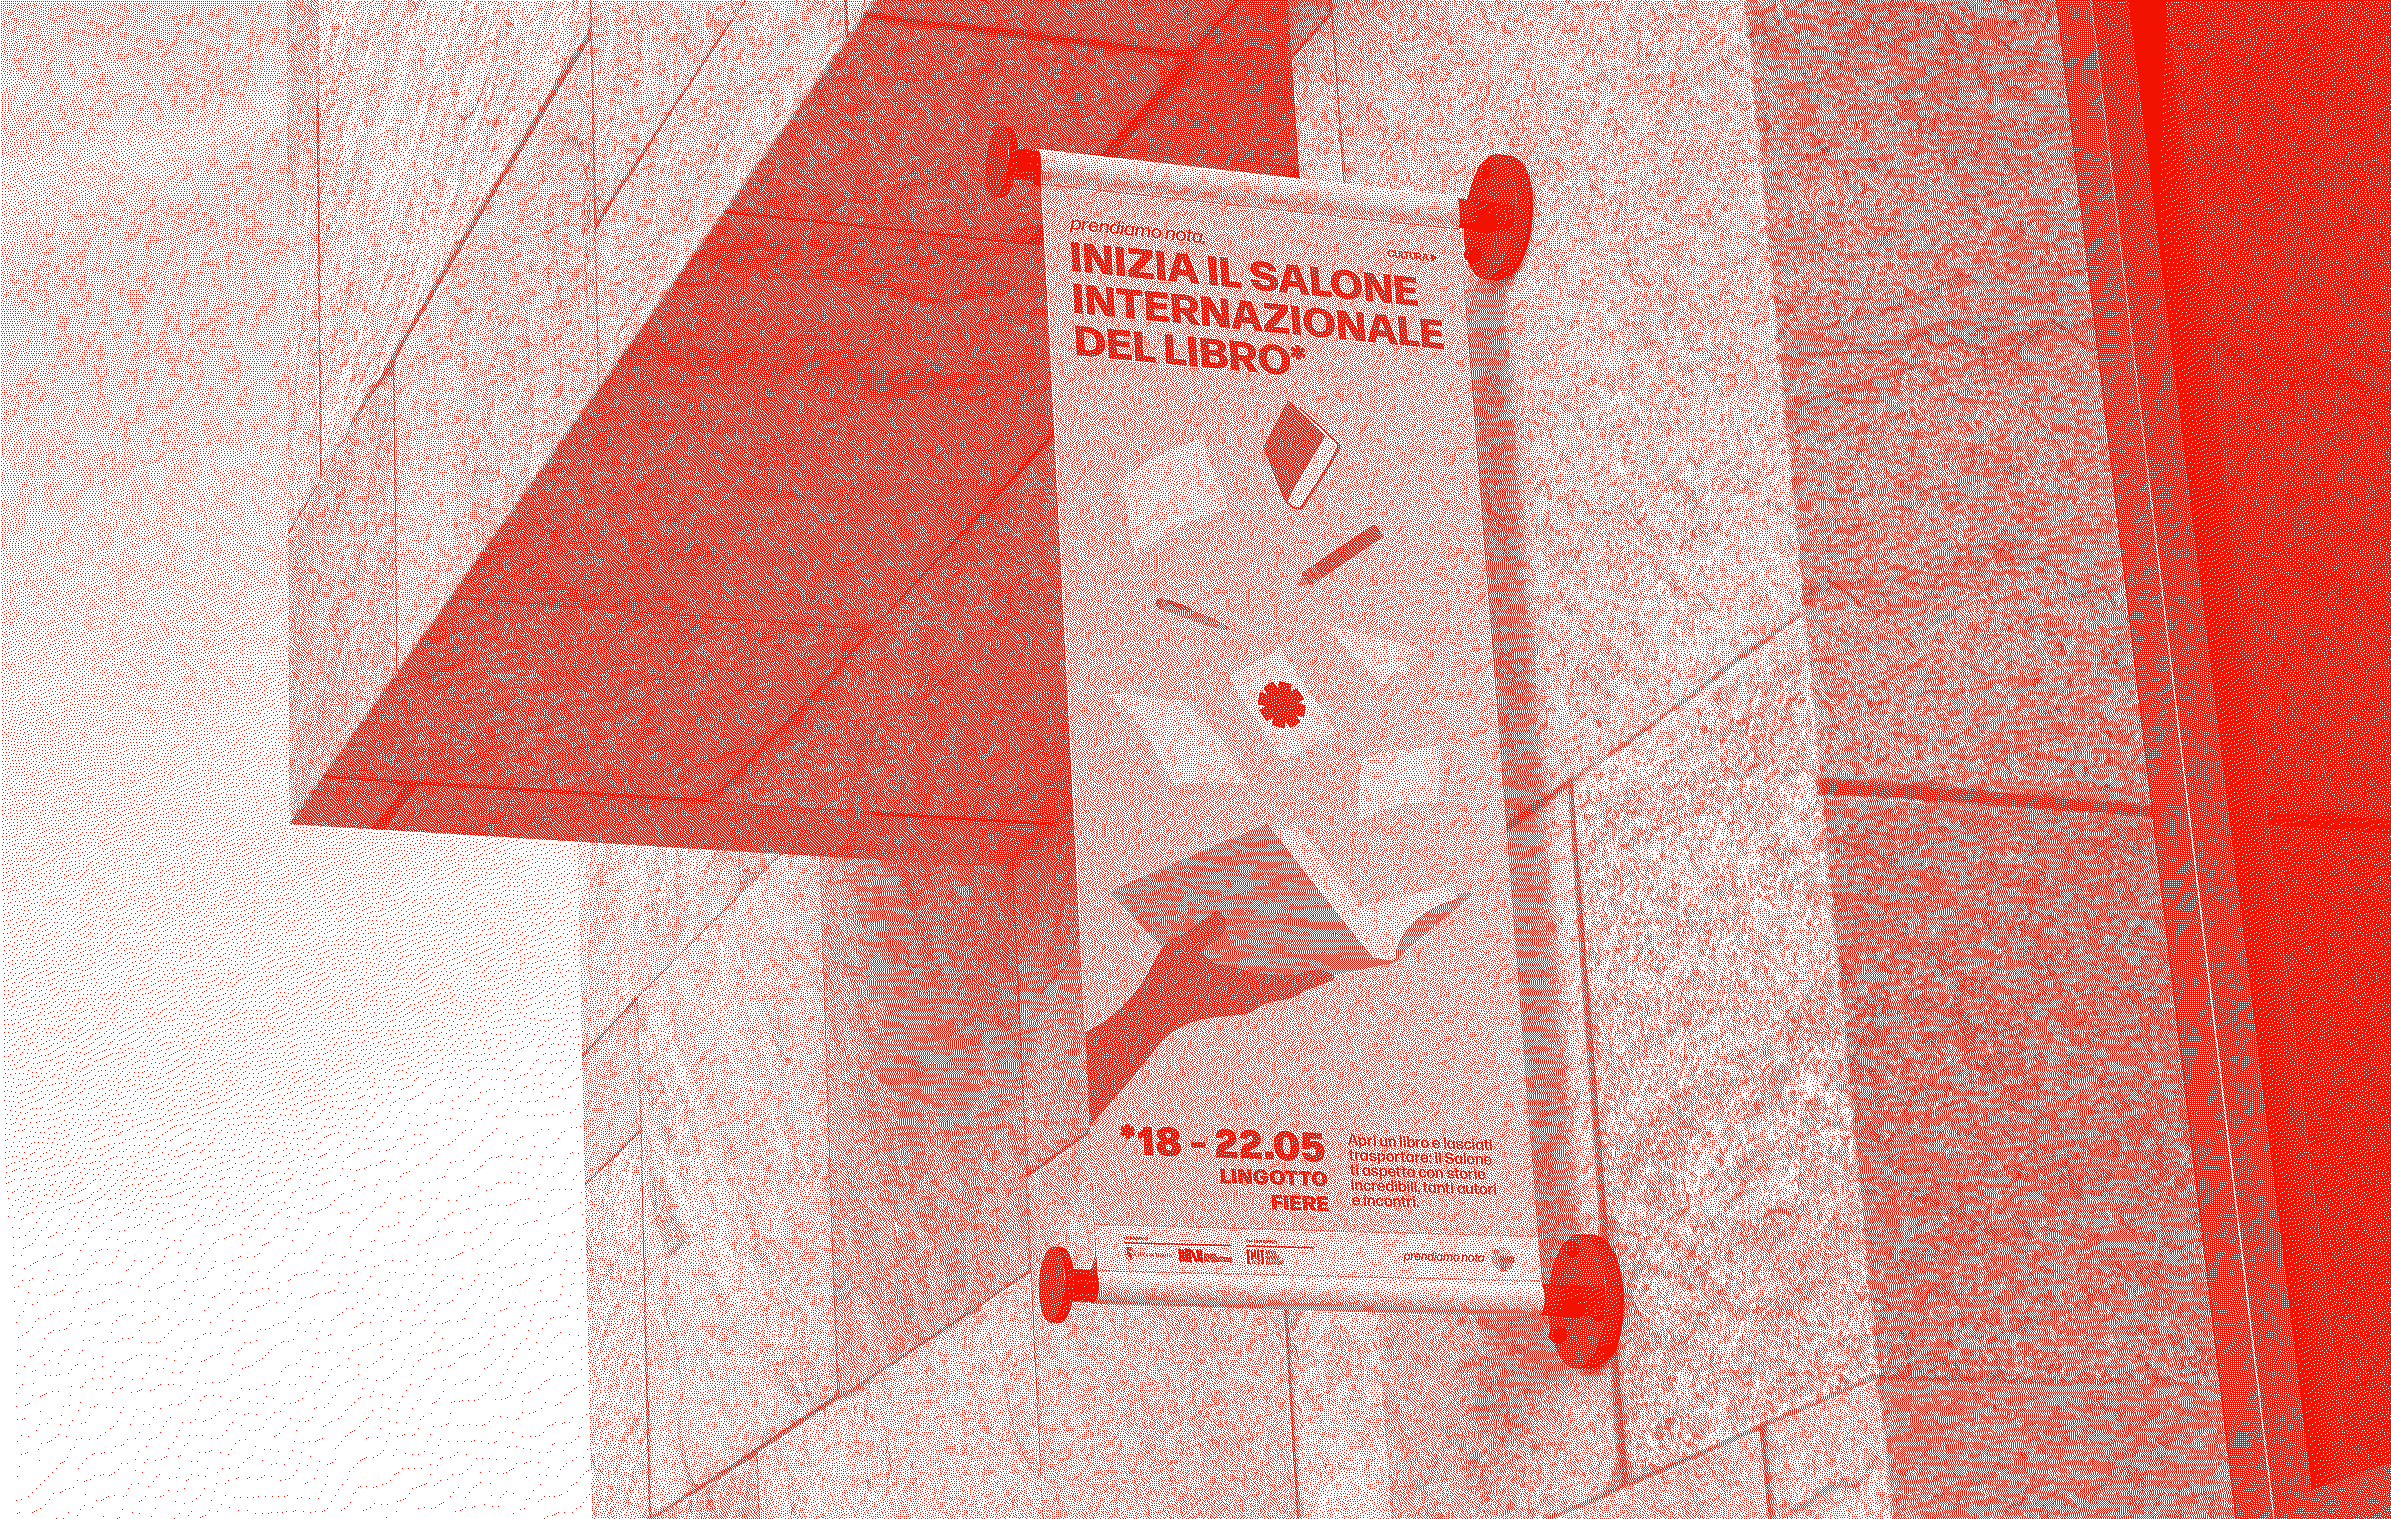 prendiamo nota.
CULTURA
INIZIA IL SALONE
INTERNAZIONALE
DEL LIBRO*
*18 – 22.05
LINGOTTO
FIERE
Apri un libro e lasciati
trasportare: il Salone
ti aspetta con storie
incredibili, tanti autori
e incontri.
prendiamo nota